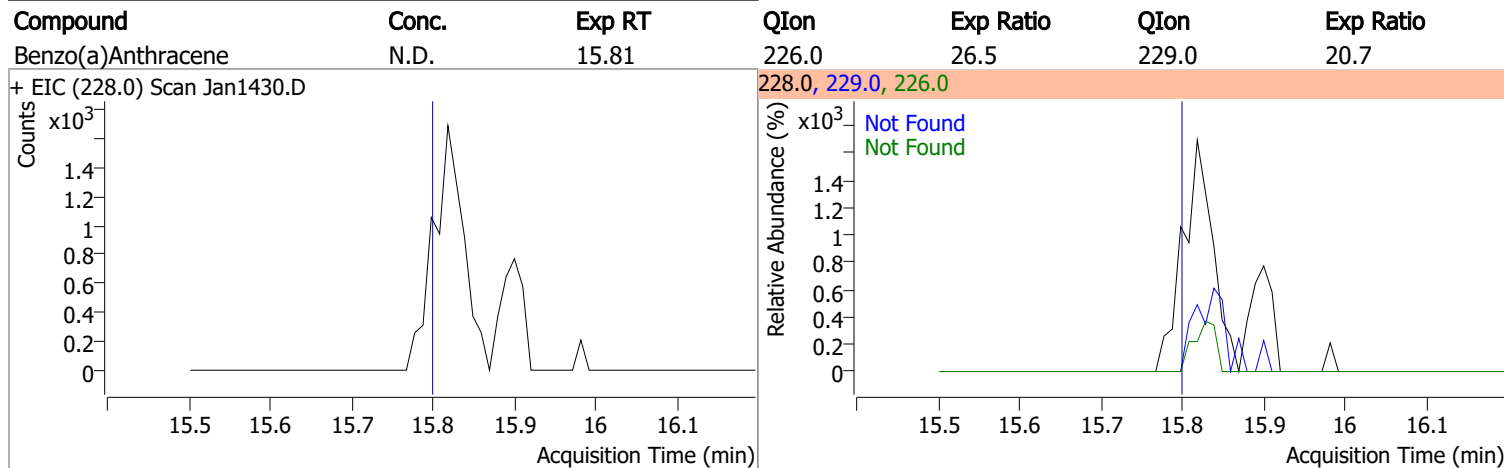 Compound Conc. Exp RT QIon Exp Ratio QIon Exp Ratio
Benzo(a)Anthracene N.D. 15.81 226.0 26.5 229.0 20.7
+ EIC (228.0) Scan Jan1430.D
Counts
x10³
1.4
1.2
1
0.8
0.6
0.4
0.2
0
15.5 15.6 15.7 15.8 15.9 16 16.1
Acquisition Time (min)
228.0, 229.0, 226.0
Relative Abundance (%)
x10³
Not Found
Not Found
1.4
1.2
1
0.8
0.6
0.4
0.2
0
15.5 15.6 15.7 15.8 15.9 16 16.1
Acquisition Time (min)